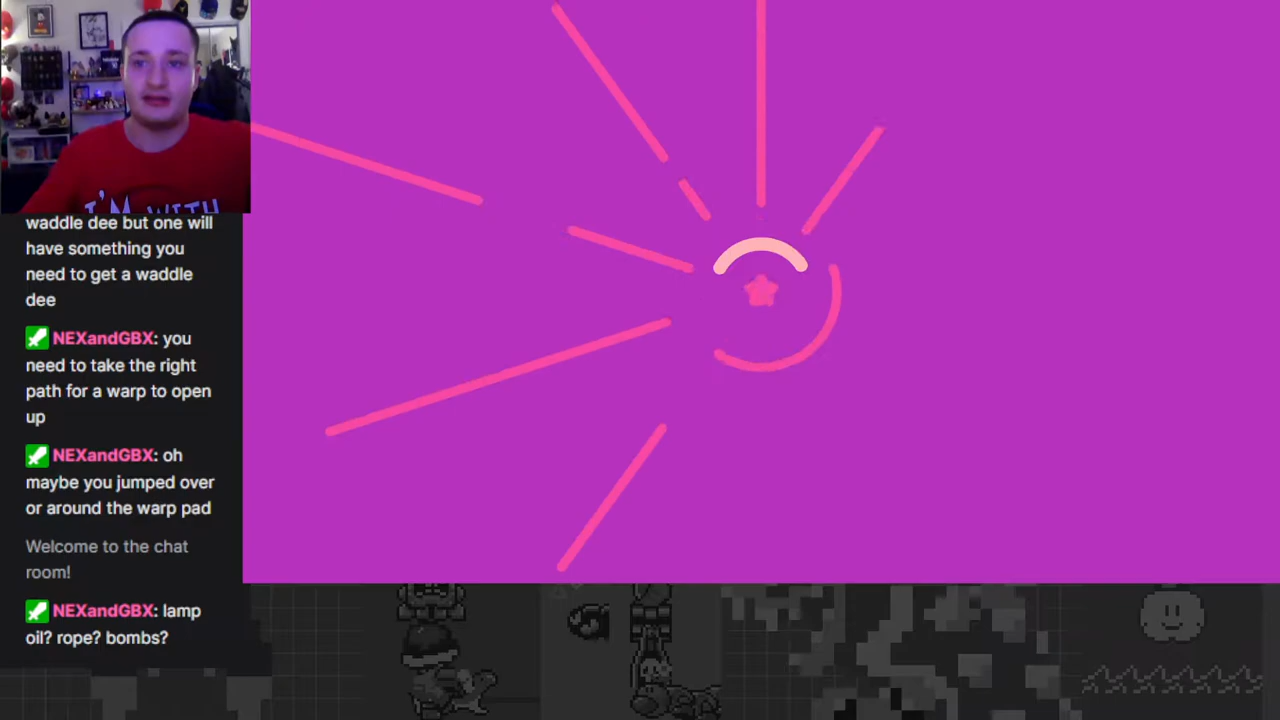 I'M WITH
waddle dee but one will
have something you
need to get a waddle
dee
NEXandGBX: you
need to take the right
path for a warp to open
up
NEXandGBX: oh
maybe you jumped over
or around the warp pad
Welcome to the chat
room!
NEXandGBX: lamp
oil? rope? bombs?